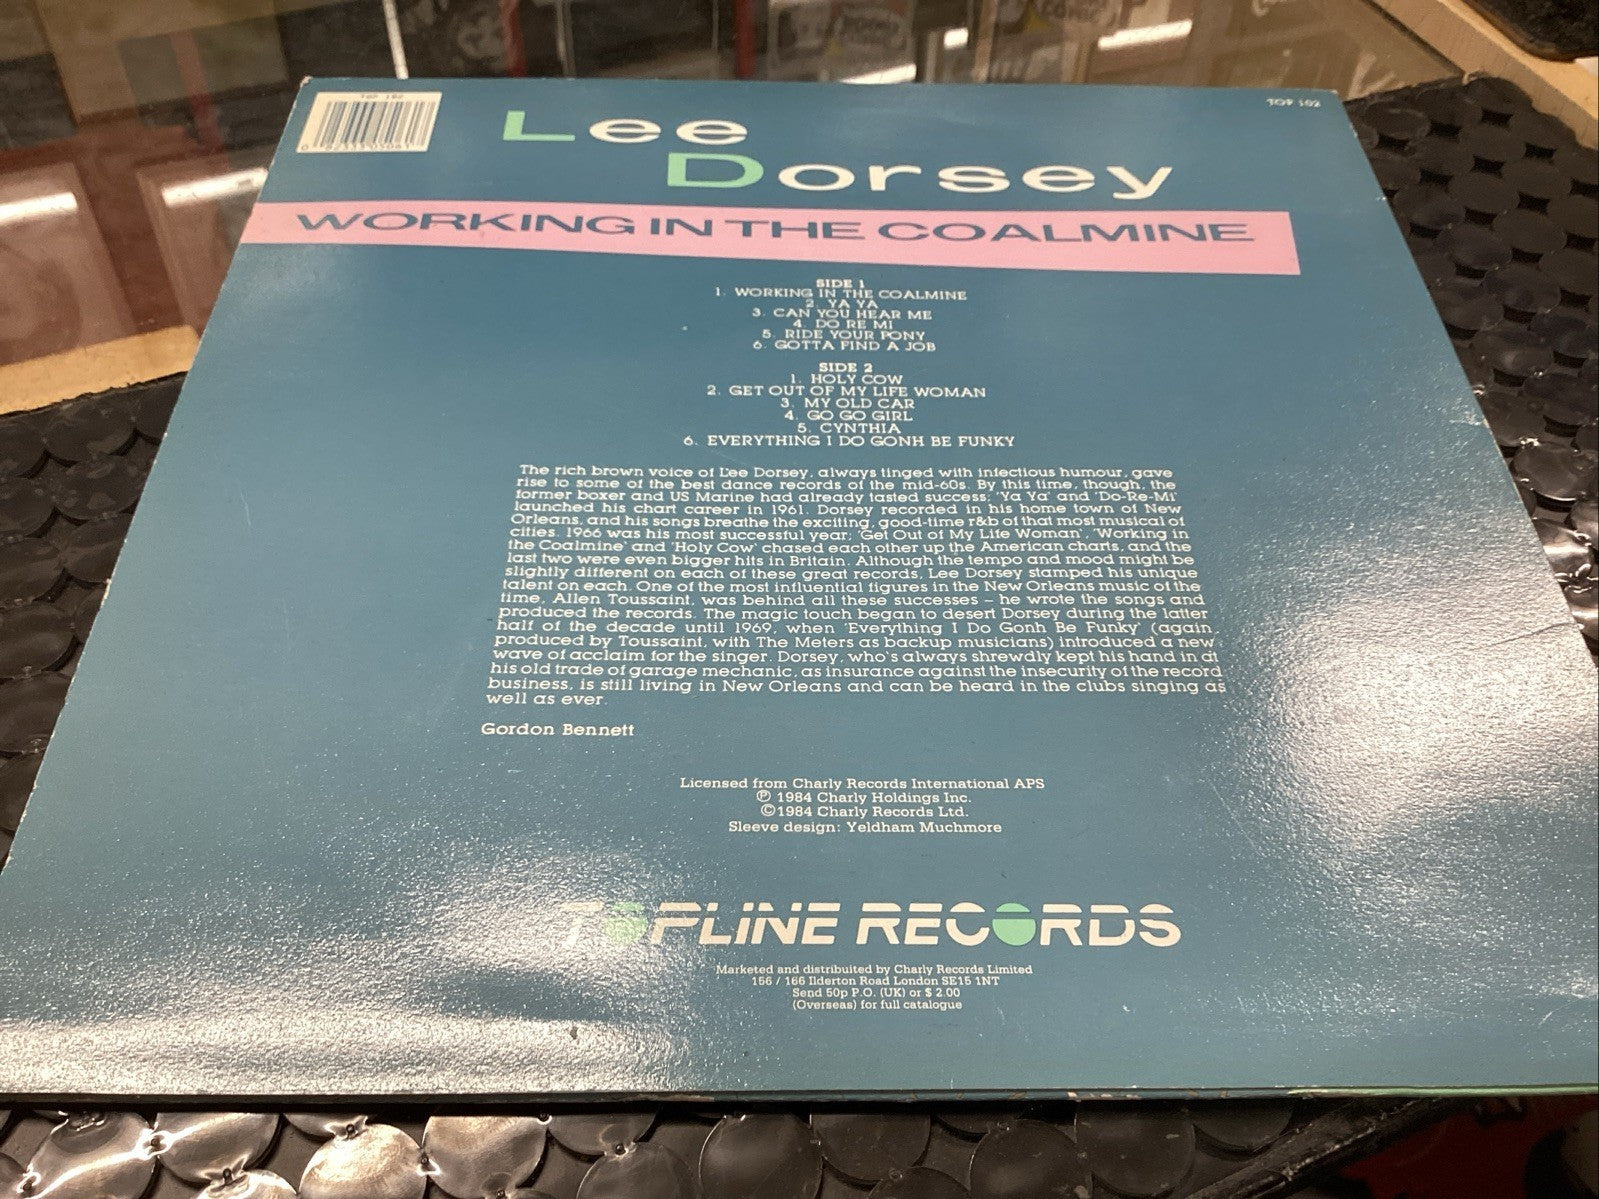 TOP 102
TOP 102
Lee
Dorsey
WORKING IN THE COALMINE
SIDE 1
1. WORKING IN THE COALMINE
2. YA YA
3. CAN YOU HEAR ME
4. DO RE MI
5. RIDE YOUR PONY
6. GOTTA FIND A JOB
SIDE 2
1. HOLY COW
2. GET OUT OF MY LIFE WOMAN
3. MY OLD CAR
4. GO GO GIRL
5. CYNTHIA
6. EVERYTHING I DO GONH BE FUNKY
The rich brown voice of Lee Dorsey, always tinged with infectious humour, gave
rise to some of the best dance records of the mid-60s. By this time, though, the
former boxer and US Marine had already tasted success; 'Ya Ya' and 'Do-Re-Mi'
launched his chart career in 1961. Dorsey recorded in his home town of New
Orleans, and his songs breathe the exciting, good-time r&b of that most musical of
cities. 1966 was his most successful year; 'Get Out of My Life Woman', 'Working in
the Coalmine' and 'Holy Cow' chased each other up the American charts, and the
last two were even bigger hits in Britain. Although the tempo and mood might be
slightly different on each of these great records, Lee Dorsey stamped his unique
talent on each. One of the most influential figures in the New Orleans music of the
time, Allen Toussaint, was behind all these successes – he wrote the songs and
produced the records. The magic touch began to desert Dorsey during the latter
half of the decade until 1969, when 'Everything I Do Gonh Be Funky' (again,
produced by Toussaint, with The Meters as backup musicians) introduced a new
wave of acclaim for the singer. Dorsey, who's always shrewdly kept his hand in at
his old trade of garage mechanic, as insurance against the insecurity of the record
business, is still living in New Orleans and can be heard in the clubs singing as
well as ever.
Gordon Bennett
Licensed from Charly Records International APS
℗ 1984 Charly Holdings Inc.
©1984 Charly Records Ltd.
Sleeve design: Yeldham Muchmore
TOPLINE RECORDS
Marketed and distribuited by Charly Records Limited
156 / 166 Ilderton Road London SE15 1NT
Send 50p P.O. (UK) or $ 2.00
(Overseas) for full catalogue